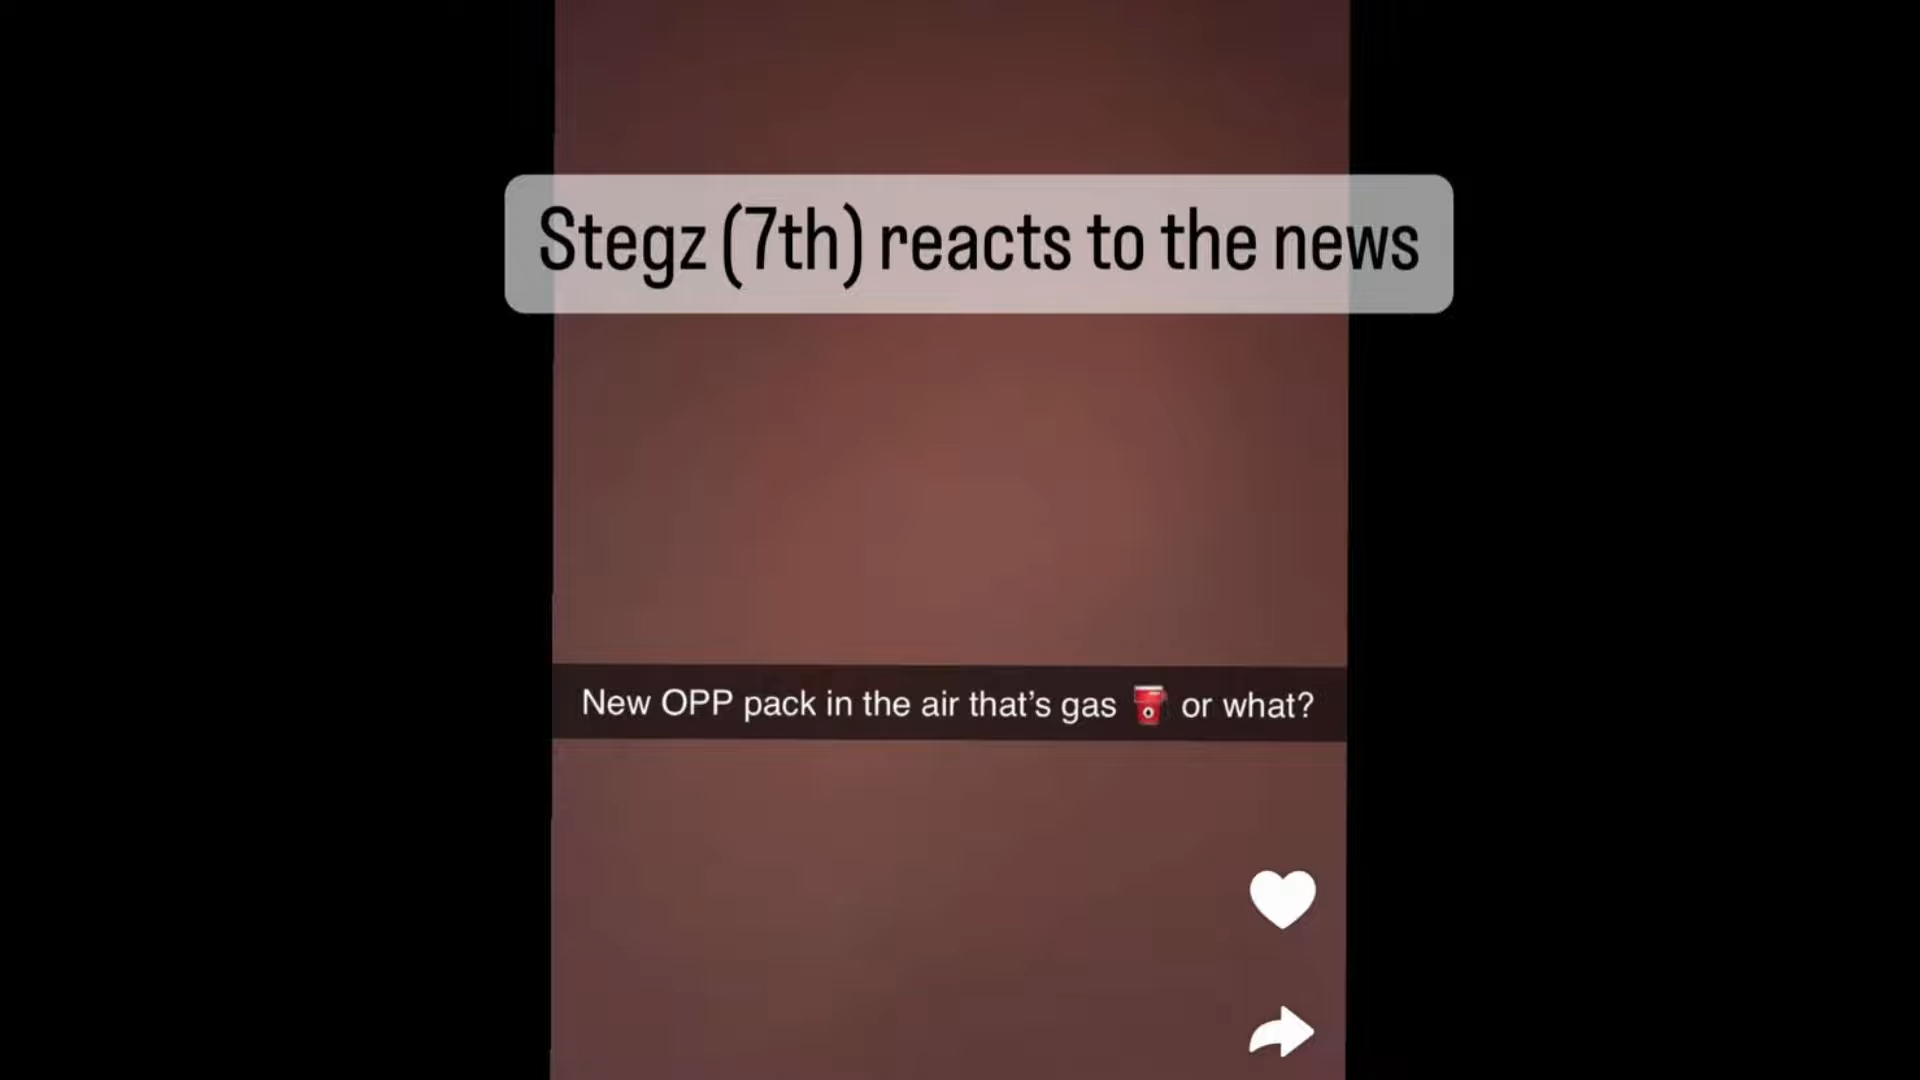 Stegz (7th) reacts to the news
New OPP pack in the air that's gas ⛽ or what?